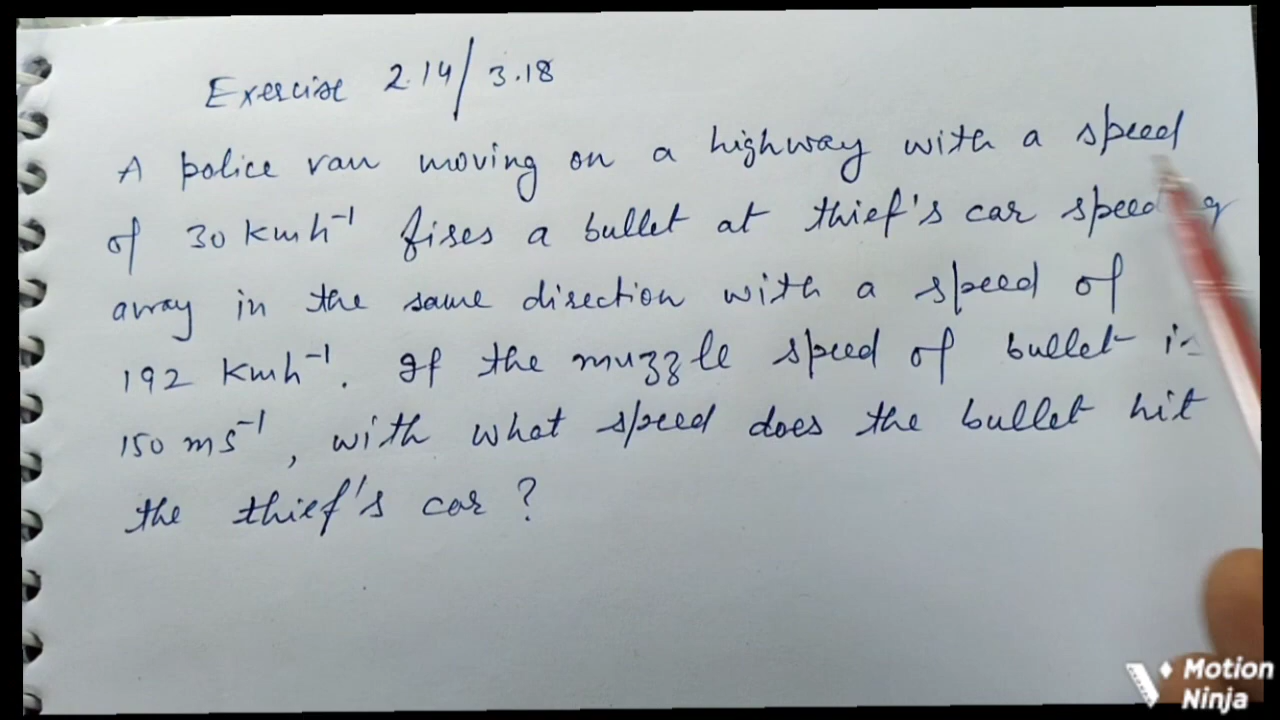 Exercise 2.14/3.18
A police van moving on a highway with a speed
of 30 kmh⁻¹ fires a bullet at thief's car
away in the same direction with a speed of
192 kmh⁻¹. If the muzzle speed of bullet is
150 ms⁻¹, with what speed does the bullet hit
the thief's car?
Motion
Ninja